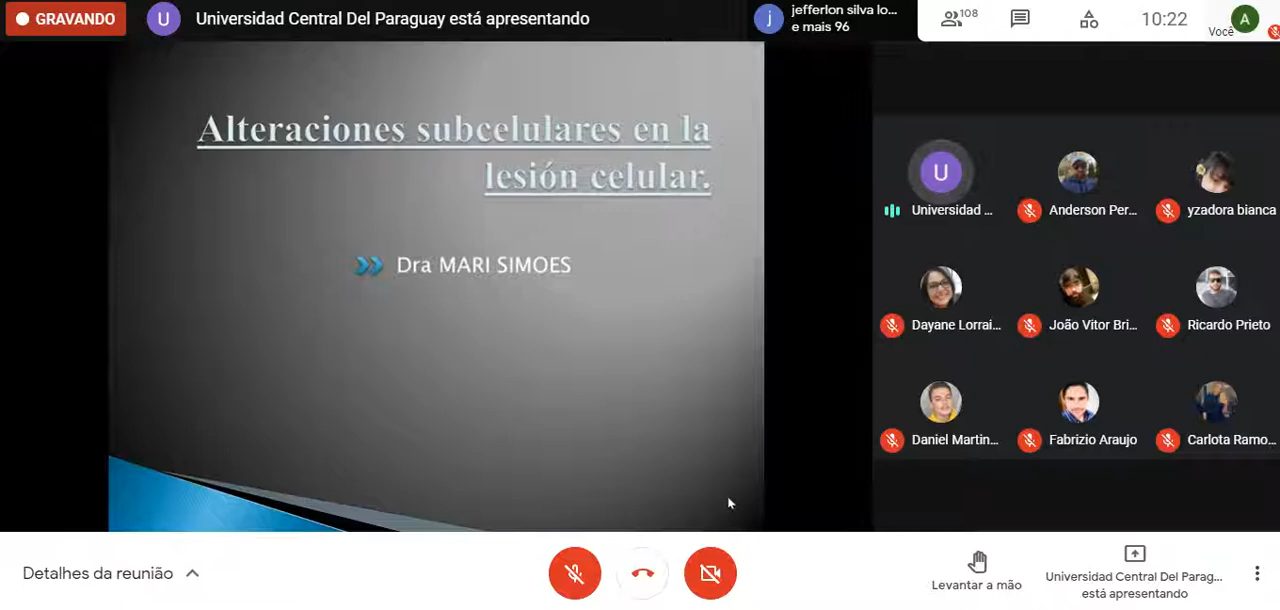 GRAVANDO
U
Universidad Central Del Paraguay está apresentando
j
jefferlon silva lo...
e mais 96
108
10:22
Você
A
Alteraciones subcelulares en la
lesión celular.
Dra MARI SIMOES
U
Universidad ...
Anderson Per...
yzadora bianca
Dayane Lorrai...
João Vitor Bri...
Ricardo Prieto
Daniel Martin...
Fabrizio Araujo
Carlota Ramo...
Detalhes da reunião
Levantar a mão
Universidad Central Del Parag...
está apresentando